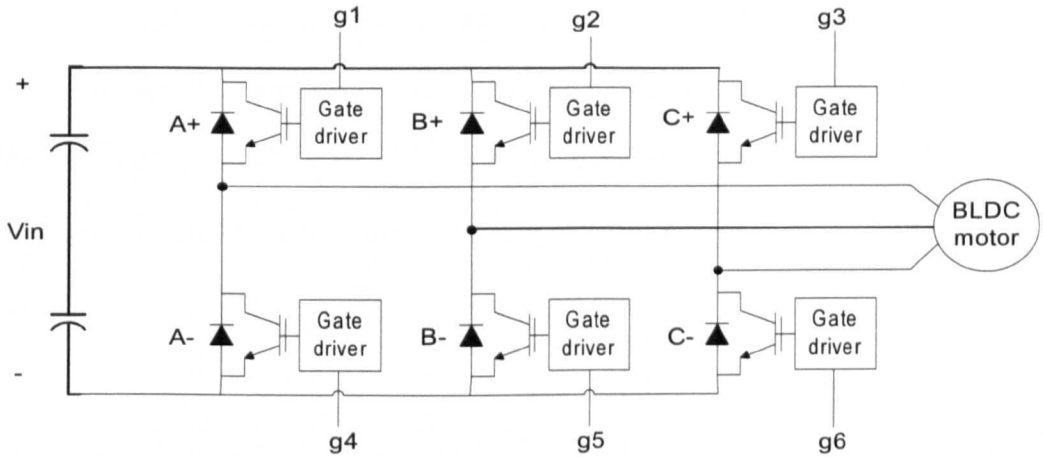 g1
g2
g3
+
Gate
driver
Gate
driver
Gate
driver
A+
B+
C+
BLDC
motor
Vin
Gate
driver
Gate
driver
Gate
driver
A-
B-
C-
-
g4
g5
g6